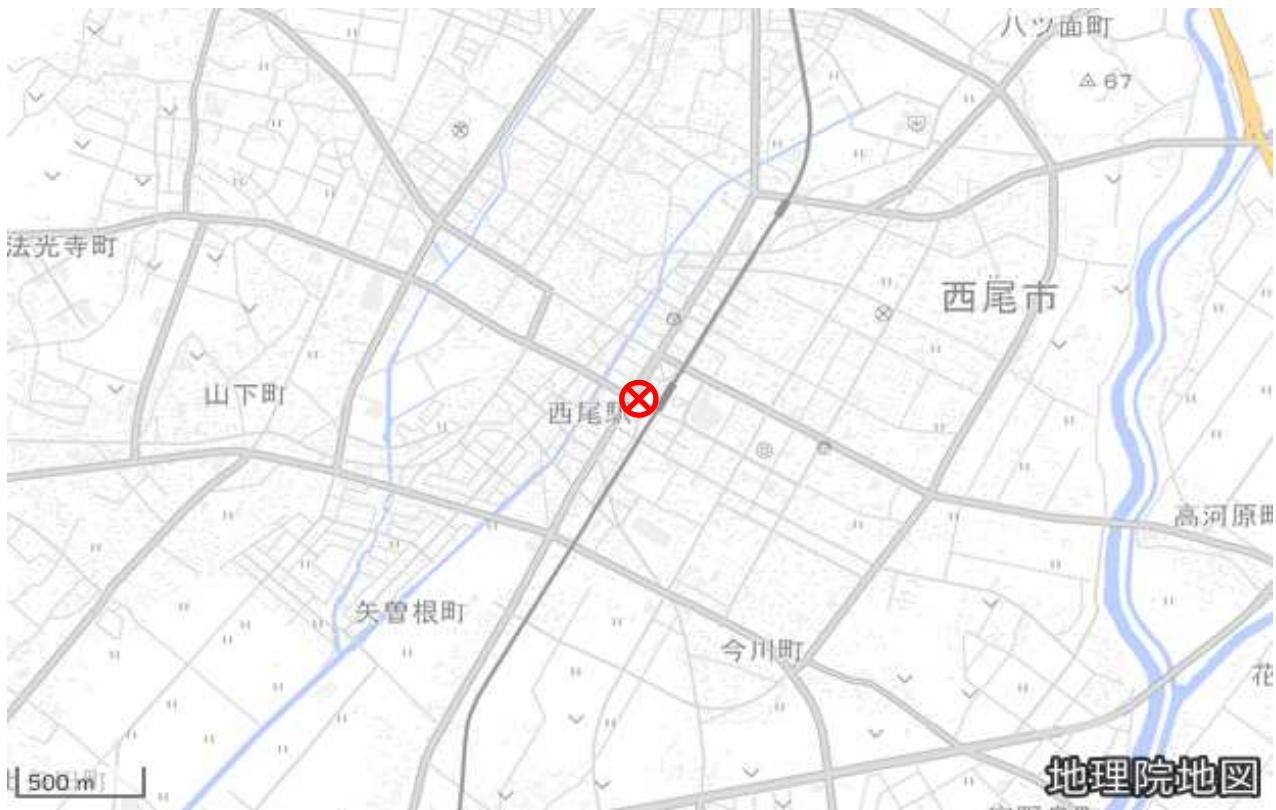 八ツ面町
67
法光寺町
西尾市
山下町
西尾駅
高河原町
矢曽根町
今川町
花
500 m
地理院地図